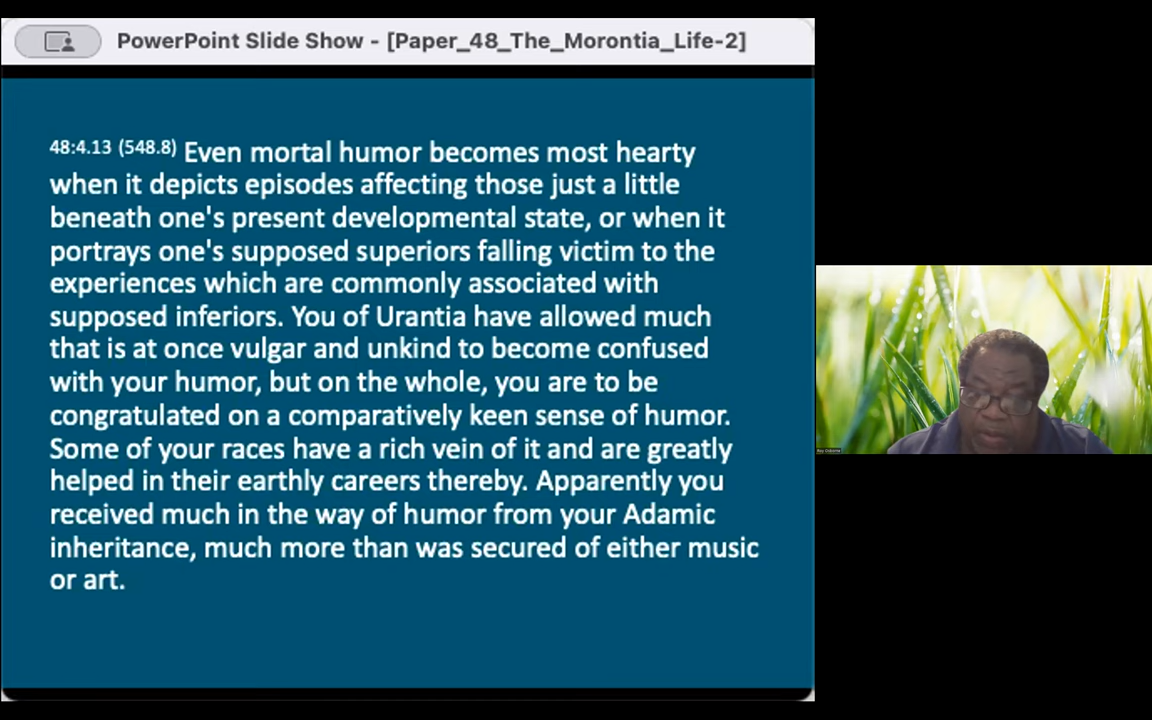 PowerPoint Slide Show - [Paper_48_The_Morontia_Life-2]
48:4.13 (548.8) Even mortal humor becomes most hearty
when it depicts episodes affecting those just a little
beneath one's present developmental state, or when it
portrays one's supposed superiors falling victim to the
experiences which are commonly associated with
supposed inferiors. You of Urantia have allowed much
that is at once vulgar and unkind to become confused
with your humor, but on the whole, you are to be
congratulated on a comparatively keen sense of humor.
Some of your races have a rich vein of it and are greatly
helped in their earthly careers thereby. Apparently you
received much in the way of humor from your Adamic
inheritance, much more than was secured of either music
or art.